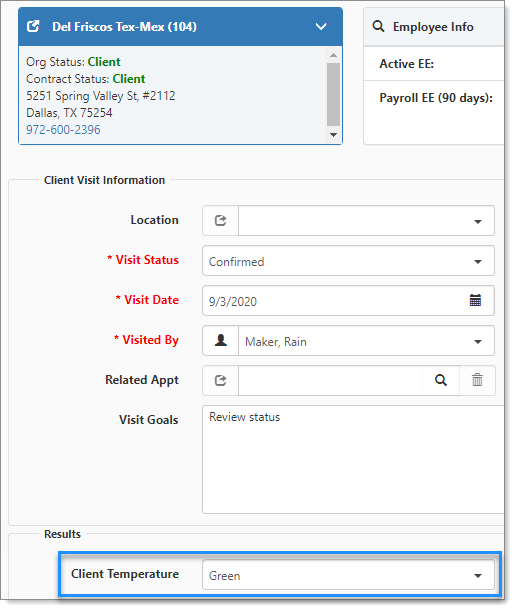 Del Friscos Tex-Mex (104)
Org Status: Client
Contract Status: Client
5251 Spring Valley St, #2112
Dallas, TX 75254
972-600-2396
Employee Info
Active EE:
Payroll EE (90 days):
Client Visit Information
Location
* Visit Status Confirmed
* Visit Date 9/3/2020
* Visited By Maker, Rain
Related Appt
Visit Goals Review status
Results
Client Temperature Green